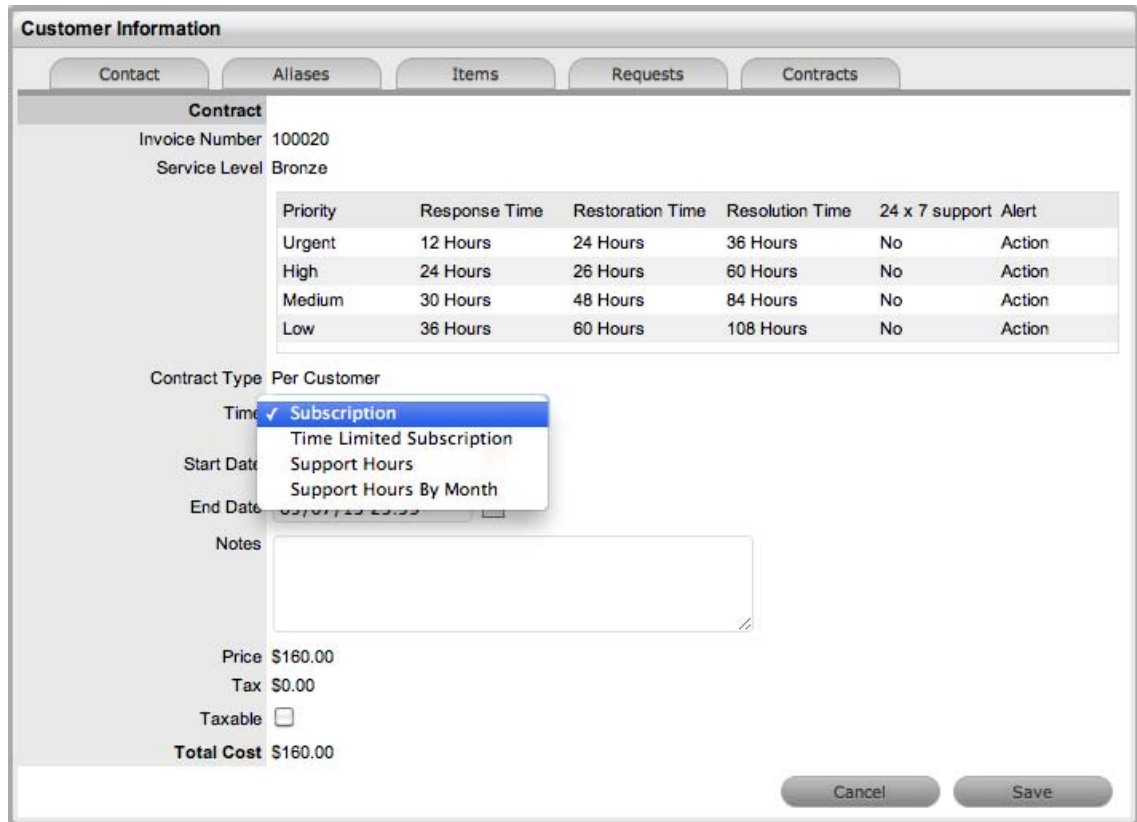 Customer Information
Contact Aliases Items Requests Contracts
Contract
Invoice Number 100020
Service Level Bronze
Priority Response Time Restoration Time Resolution Time 24 x 7 support Alert
Urgent 12 Hours 24 Hours 36 Hours No Action
High 24 Hours 26 Hours 60 Hours No Action
Medium 30 Hours 48 Hours 84 Hours No Action
Low 36 Hours 60 Hours 108 Hours No Action
Contract Type Per Customer
Time ✓ Subscription
Time Limited Subscription
Start Date Support Hours
Support Hours By Month
End Date
Notes
Price $160.00
Tax $0.00
Taxable
Total Cost $160.00
Cancel Save